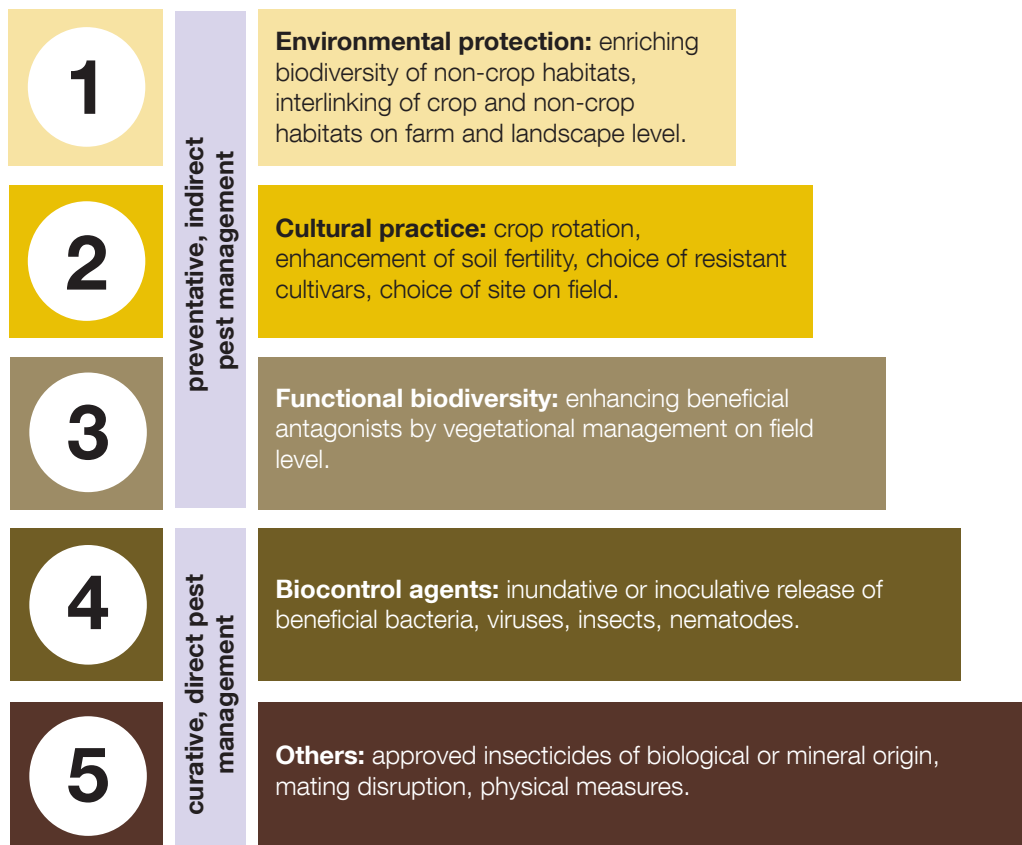 1
Environmental protection: enriching
biodiversity of non-crop habitats,
interlinking of crop and non-crop
habitats on farm and landscape level.
2
Cultural practice: crop rotation,
enhancement of soil fertility, choice of resistant
cultivars, choice of site on field.
3
Functional biodiversity: enhancing beneficial
antagonists by vegetational management on field
level.
preventative, indirect
pest management
4
Biocontrol agents: inundative or inoculative release of
beneficial bacteria, viruses, insects, nematodes.
5
Others: approved insecticides of biological or mineral origin,
mating disruption, physical measures.
curative, direct pest
management